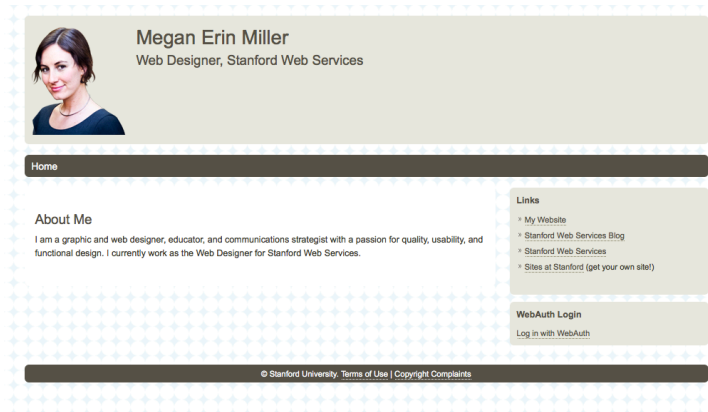 Megan Erin Miller
Web Designer, Stanford Web Services
Home
About Me
I am a graphic and web designer, educator, and communications strategist with a passion for quality, usability, and
functional design. I currently work as the Web Designer for Stanford Web Services.
Links
» My Website
» Stanford Web Services Blog
» Stanford Web Services
» Sites at Stanford (get your own site!)
WebAuth Login
Log in with WebAuth
© Stanford University. Terms of Use | Copyright Complaints